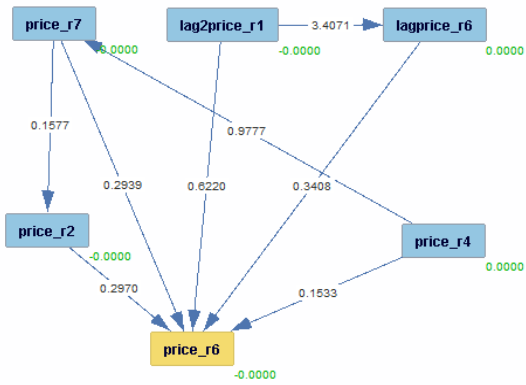 price_r7
lag2price_r1
3.4071
lagprice_r6
-0.0000
-0.0000
0.0000
0.1577
0.9777
0.2939
0.6220
0.3408
price_r2
price_r4
-0.0000
0.0000
0.2970
0.1533
price_r6
-0.0000